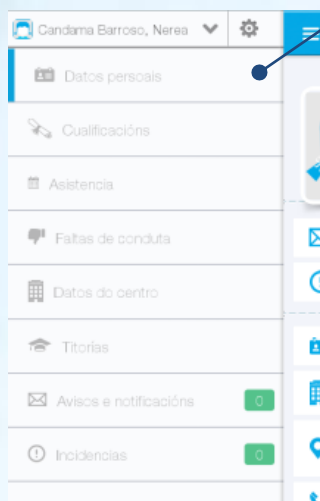 Candama Barroso, Nerea
Datos persoais
Cualificacións
Asistencia
Faltas de conduta
Datos do centro
Titorías
Avisos e notificacións 0
Incidencias 0